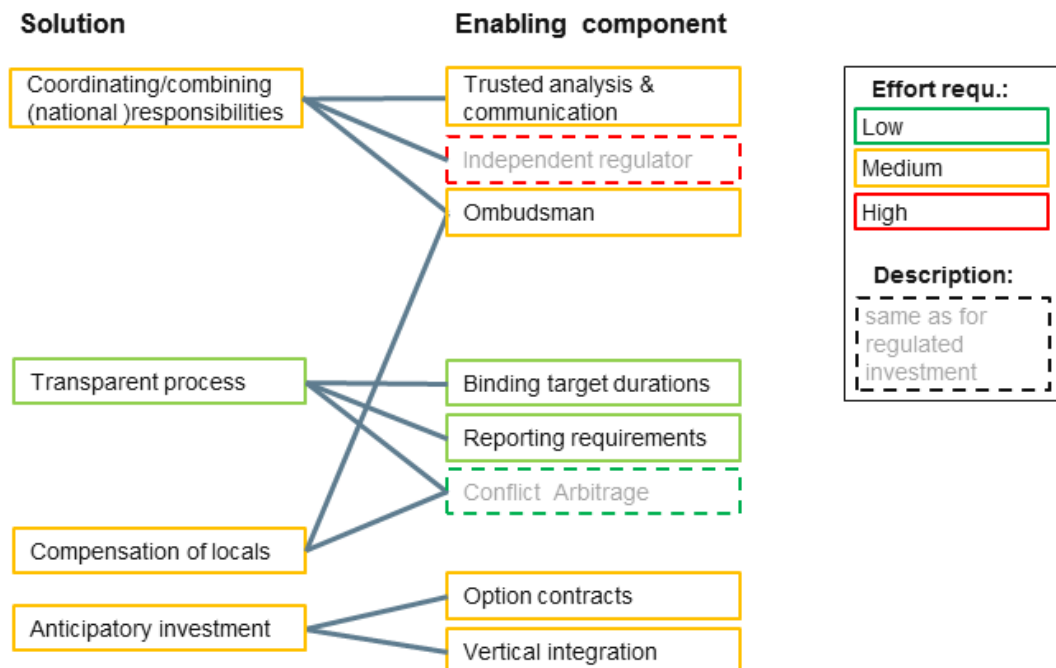 Solution
Enabling component
Coordinating/combining
(national )responsibilities
Trusted analysis &
communication
Independent regulator
Ombudsman
Transparent process
Binding target durations
Reporting requirements
Conflict Arbitrage
Compensation of locals
Option contracts
Anticipatory investment
Vertical integration
Effort requ.:
Low
Medium
High
Description:
same as for
regulated
investment